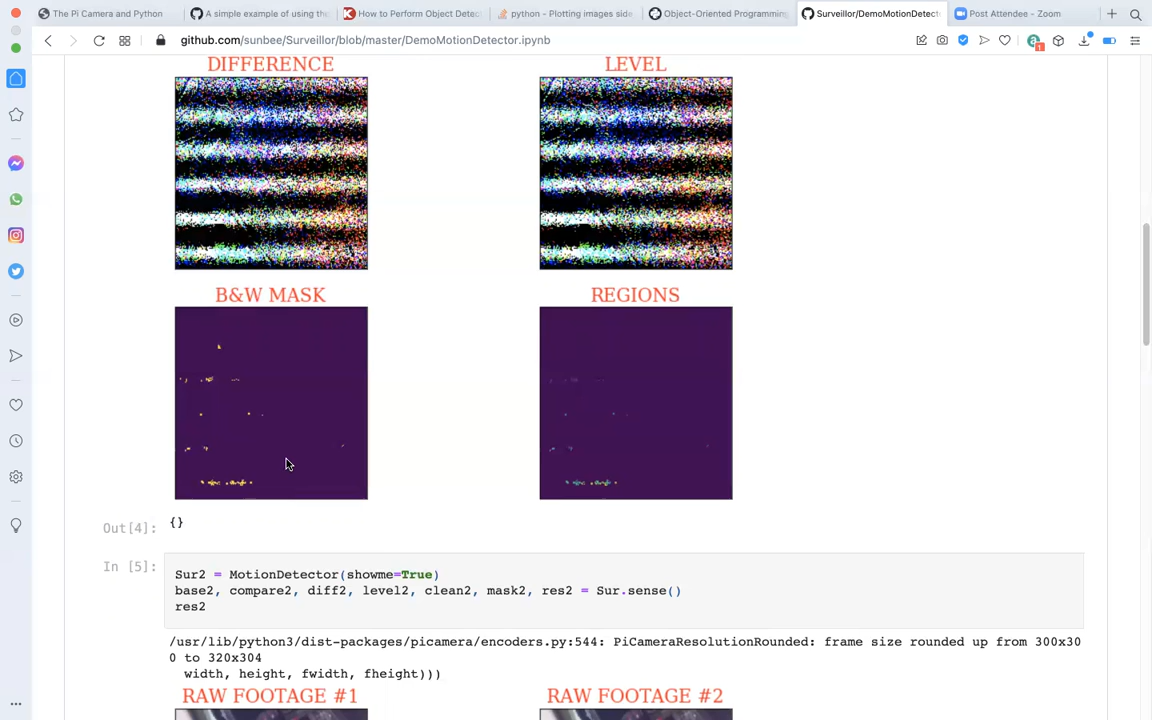 The Pi Camera and Python
A simple example of using the
How to Perform Object Detec
python - Plotting images side
Object-Oriented Programming
Surveillor/DemoMotionDetect
Post Attendee - Zoom
github.com/sunbee/Surveillor/blob/master/DemoMotionDetector.ipynb
1
DIFFERENCE
LEVEL
B&W MASK
REGIONS
Out[4]: {}
In [5]:
Sur2 = MotionDetector(showme=True)
base2, compare2, diff2, level2, clean2, mask2, res2 = Sur.sense()
res2
/usr/lib/python3/dist-packages/picamera/encoders.py:544: PiCameraResolutionRounded: frame size rounded up from 300x30
0 to 320x304
width, height, fwidth, fheight)))
RAW FOOTAGE #1
RAW FOOTAGE #2